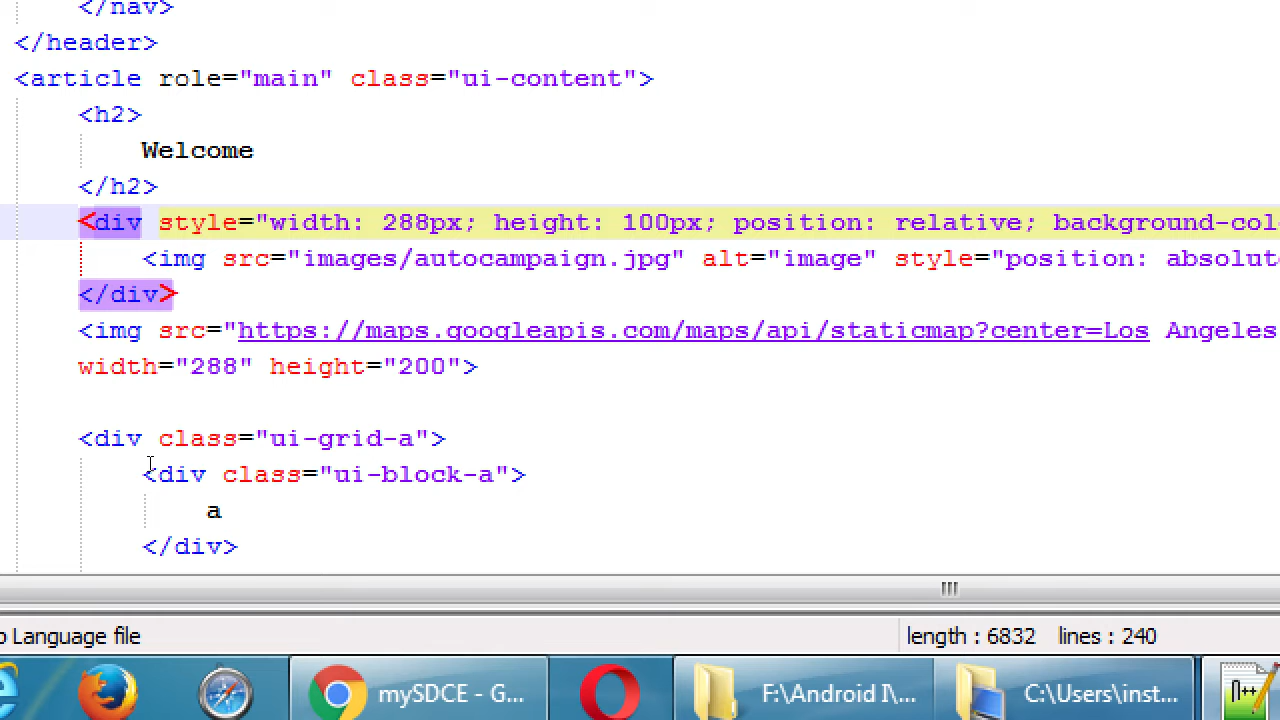 </nav>
</header>
<article role="main" class="ui-content">
<h2>
Welcome
</h2>
<div style="width: 288px; height: 100px; position: relative; background-col
<img src="images/autocampaign.jpg" alt="image" style="position: absolut
</div>
<img src="https://maps.googleapis.com/maps/api/staticmap?center=Los Angeles
width="288" height="200">
<div class="ui-grid-a">
<div class="ui-block-a">
a
</div>
Language file length : 6832 lines : 240
mySDCE - G... F:\Android I\... C:\Users\inst...